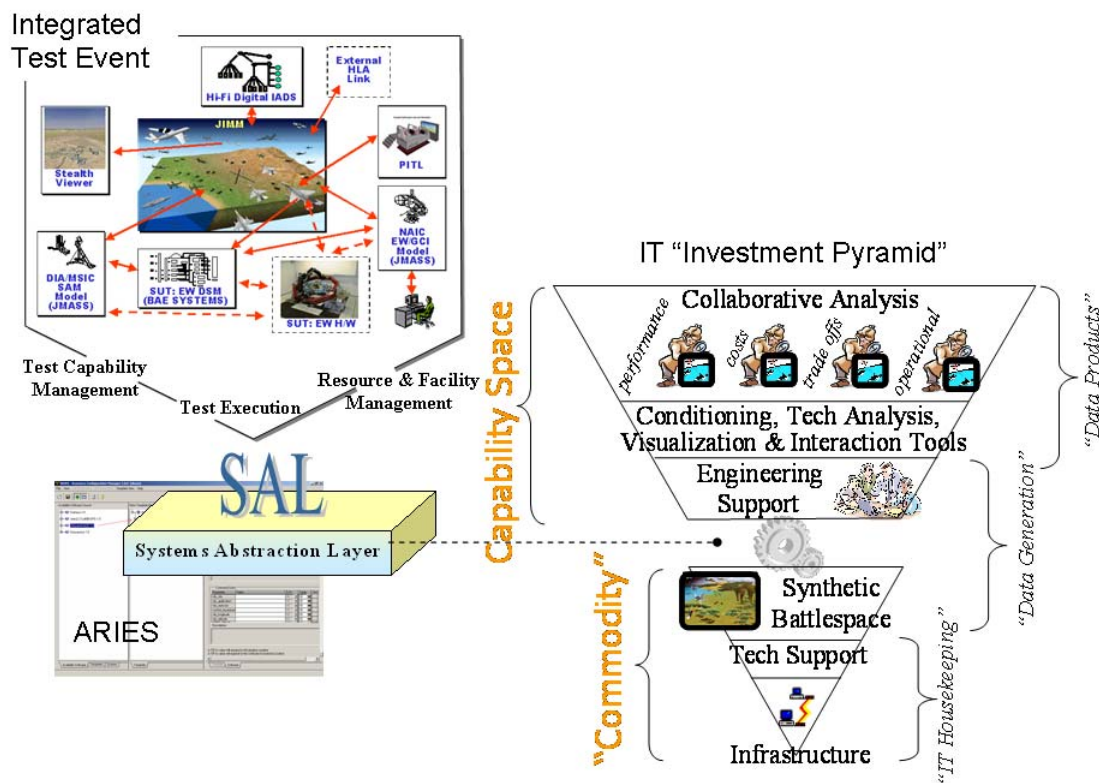 Integrated
Test Event
External
HLA
Link
Hi-Fi Digital IADS
JIMM
Stealth
Viewer
PITL
NAIC
EW/GCI
Model
(JMASS)
DIA/MSIC
SAM
Model
(JMASS)
SUT: EW DSM
(BAE SYSTEMS)
SUT: EW H/W
Test Capability
Management
Test Execution
Resource & Facility
Management
SAL
Systems Abstraction Layer
ARIES
IT “Investment Pyramid”
Capability Space
Collaborative Analysis
performance
costs
trade offs
operational
Conditioning, Tech Analysis,
Visualization & Interaction Tools
Engineering
Support
“Data Products”
“Data Generation”
“Commodity”
Synthetic
Battlespace
Tech Support
Infrastructure
“IT Housekeeping”